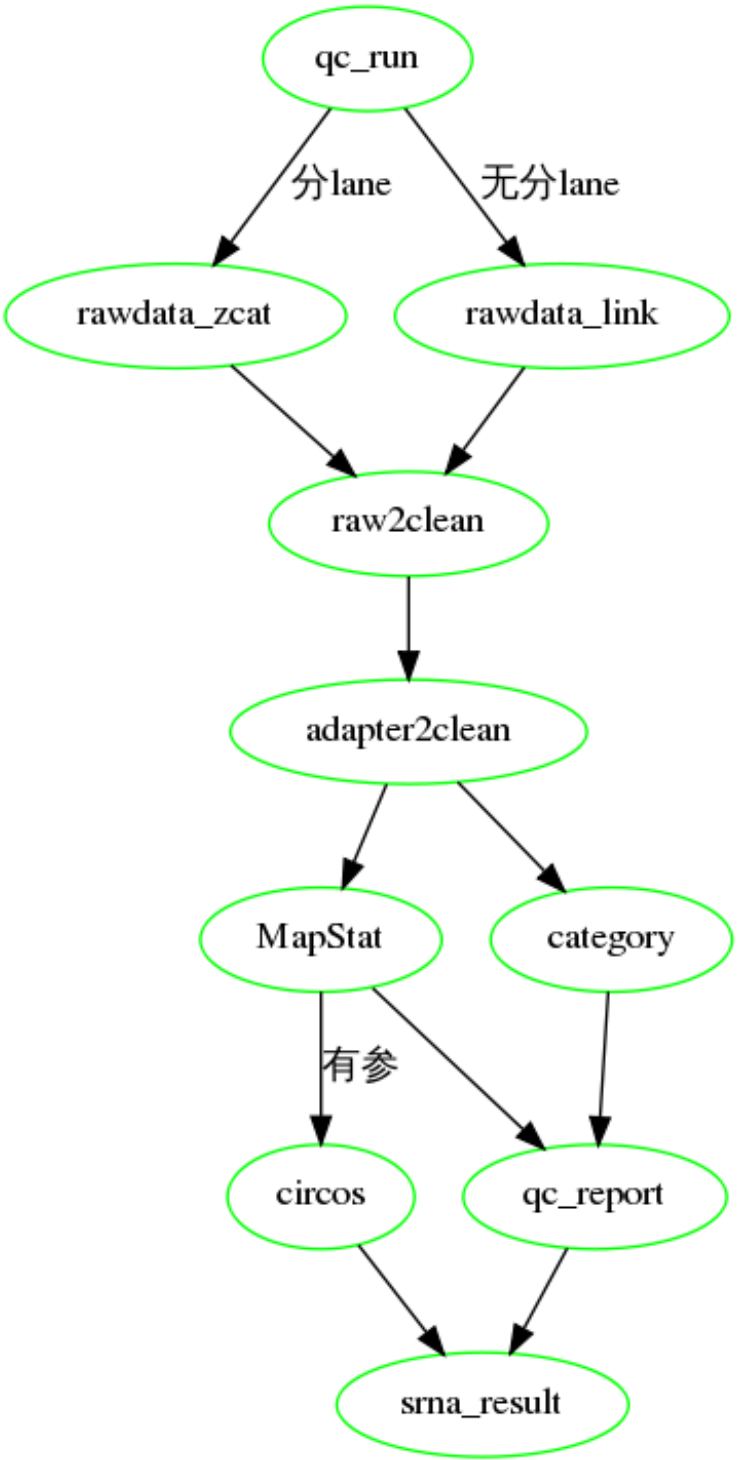 qc_run
分lane
无分lane
rawdata_zcat
rawdata_link
raw2clean
adapter2clean
MapStat
category
有参
circos
qc_report
srna_result